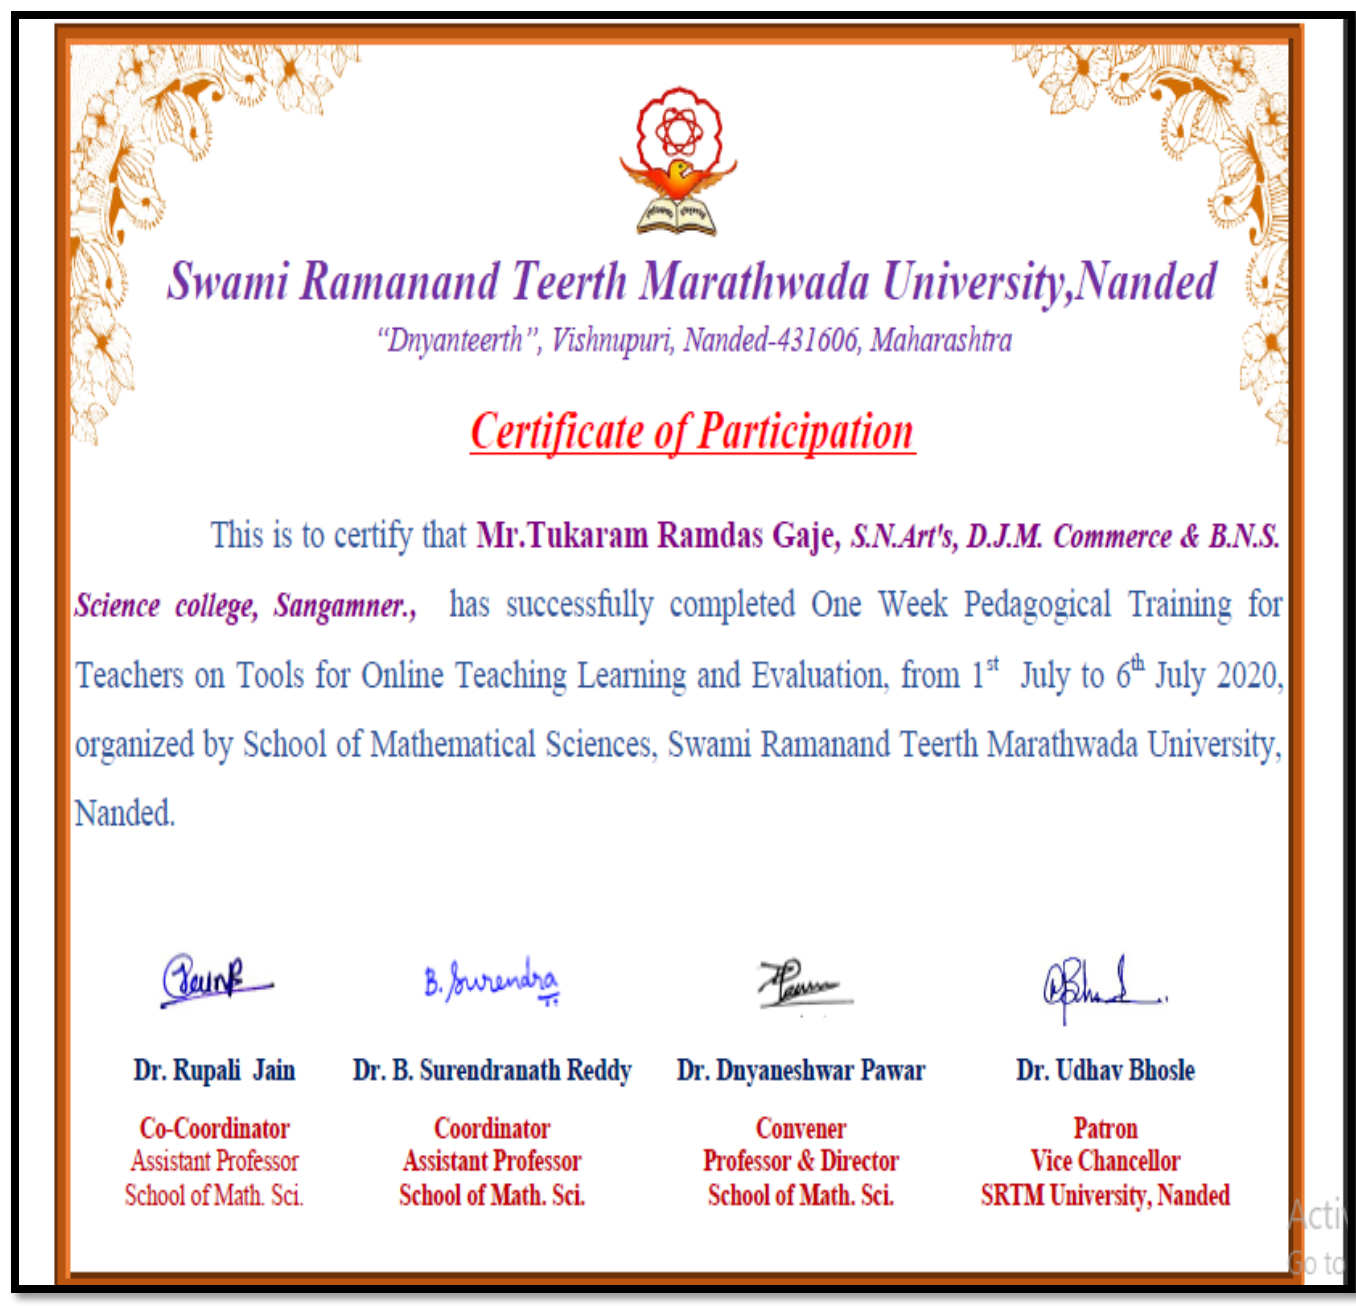 Swami Ramanand Teerth Marathwada University,Nanded
“Dnyanteerth”, Vishnupuri, Nanded-431606, Maharashtra
Certificate of Participation
This is to certify that Mr.Tukaram Ramdas Gaje, S.N.Art's, D.J.M. Commerce & B.N.S.
Science college, Sangamner., has successfully completed One Week Pedagogical Training for
Teachers on Tools for Online Teaching Learning and Evaluation, from 1st July to 6th July 2020,
organized by School of Mathematical Sciences, Swami Ramanand Teerth Marathwada University,
Nanded.
B. Surendra
Dr. Rupali Jain Dr. B. Surendranath Reddy Dr. Dnyaneshwar Pawar Dr. Udhav Bhosle
Co-Coordinator Coordinator Convener Patron
Assistant Professor Assistant Professor Professor & Director Vice Chancellor
School of Math. Sci. School of Math. Sci. School of Math. Sci. SRTM University, Nanded
Acti
Go to